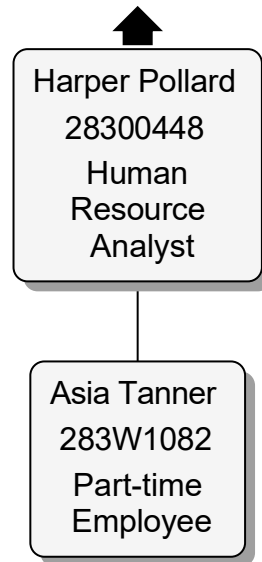 Harper Pollard
28300448
Human
Resource
Analyst
Asia Tanner
283W1082
Part-time
Employee